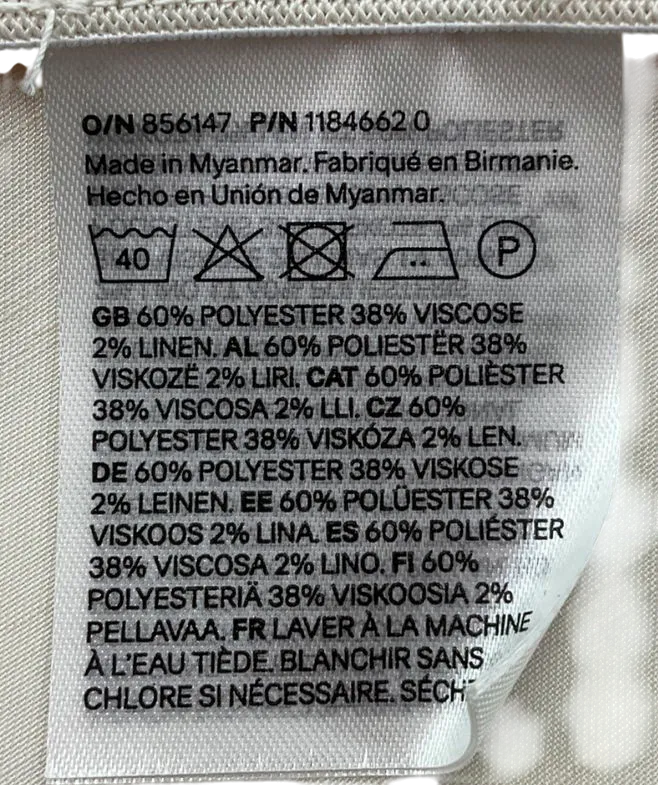 O/N 856147 P/N 1184662 0
Made in Myanmar. Fabriqué en Birmanie.
Hecho en Unión de Myanmar.
40
P
GB 60% POLYESTER 38% VISCOSE
2% LINEN. AL 60% POLIESTËR 38%
VISKOZË 2% LIRI. CAT 60% POLIÈSTER
38% VISCOSA 2% LLI. CZ 60%
POLYESTER 38% VISKÓZA 2% LEN.
DE 60% POLYESTER 38% VISKOSE
2% LEINEN. EE 60% POLÜESTER 38%
VISKOOS 2% LINA. ES 60% POLIÉSTER
38% VISCOSA 2% LINO. FI 60%
POLYESTERIÄ 38% VISKOOSIA 2%
PELLAVAA. FR LAVER À LA MACHINE
À L'EAU TIÈDE. BLANCHIR SANS
CHLORE SI NÉCESSAIRE. SÉCH